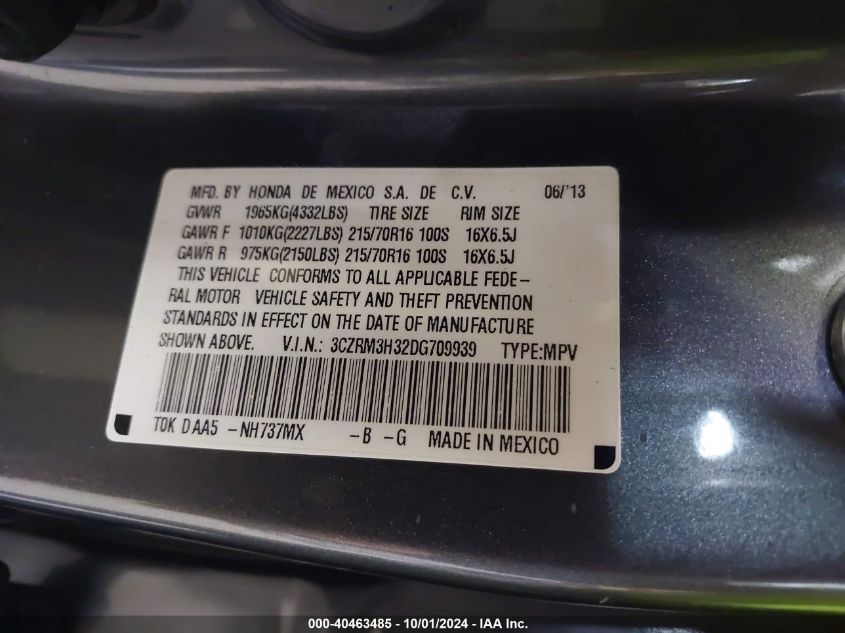 MFD. BY HONDA DE MEXICO S.A. DE C.V. 06/'13
GVWR 1965KG(4332LBS) TIRE SIZE RIM SIZE
GAWR F 1010KG(2227LBS) 215/70R16 100S 16X6.5J
GAWR R 975KG(2150LBS) 215/70R16 100S 16X6.5J
THIS VEHICLE CONFORMS TO ALL APPLICABLE FEDE-
RAL MOTOR VEHICLE SAFETY AND THEFT PREVENTION
STANDARDS IN EFFECT ON THE DATE OF MANUFACTURE
SHOWN ABOVE. V.I.N.: 3CZRM3H32DG709939 TYPE:MPV
T0K D AA5 -NH737MX -B -G MADE IN MEXICO
000-40463485 - 10/01/2024 - IAA Inc.